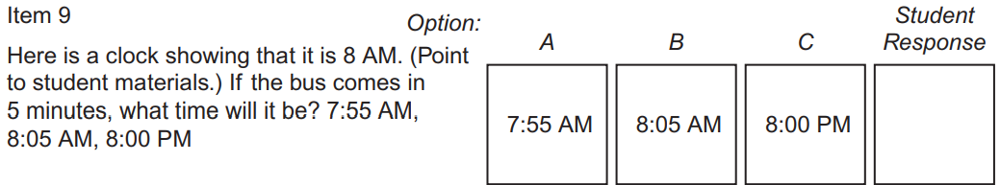 Item 9
Option:
Student
Response
A
B
C
Here is a clock showing that it is 8 AM. (Point
to student materials.) If the bus comes in
5 minutes, what time will it be? 7:55 AM,
8:05 AM, 8:00 PM
7:55 AM
8:05 AM
8:00 PM